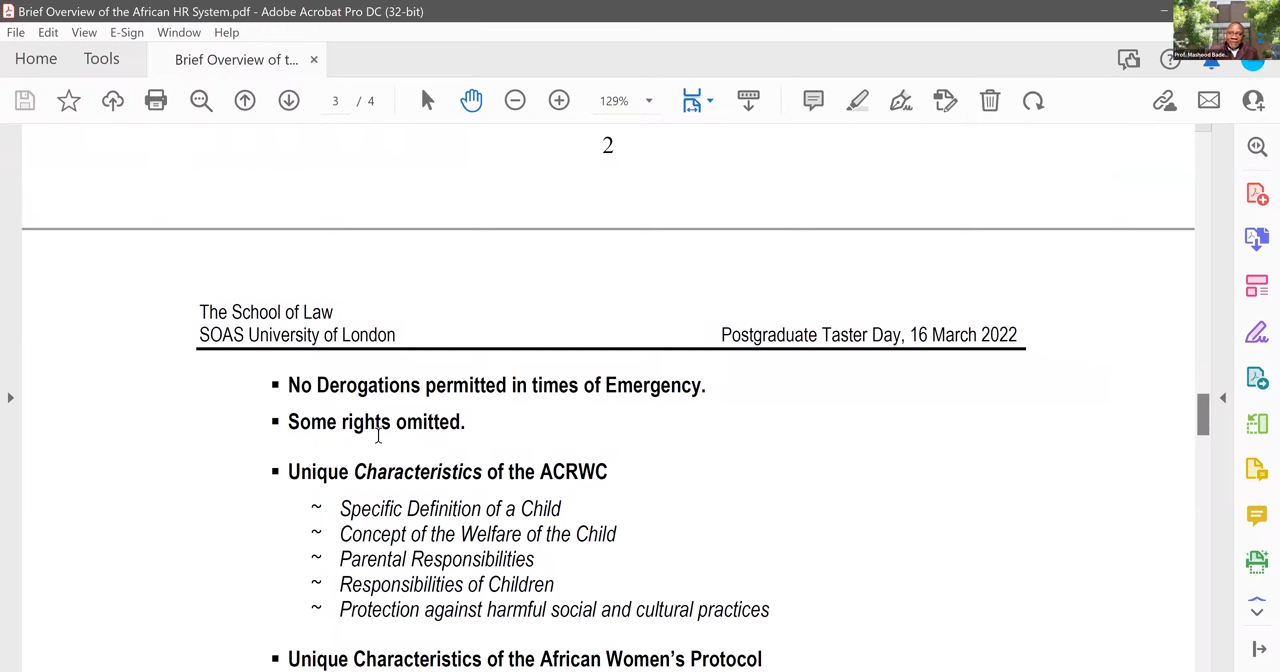 Brief Overview of the African HR System.pdf - Adobe Acrobat Pro DC (32-bit)
File Edit View E-Sign Window Help
Home Tools Brief Overview of t... ×
3 / 4 129%
2
The School of Law
SOAS University of London Postgraduate Taster Day, 16 March 2022
▪ No Derogations permitted in times of Emergency.
▪ Some rights omitted.
▪ Unique Characteristics of the ACRWC
~ Specific Definition of a Child
~ Concept of the Welfare of the Child
~ Parental Responsibilities
~ Responsibilities of Children
~ Protection against harmful social and cultural practices
▪ Unique Characteristics of the African Women's Protocol